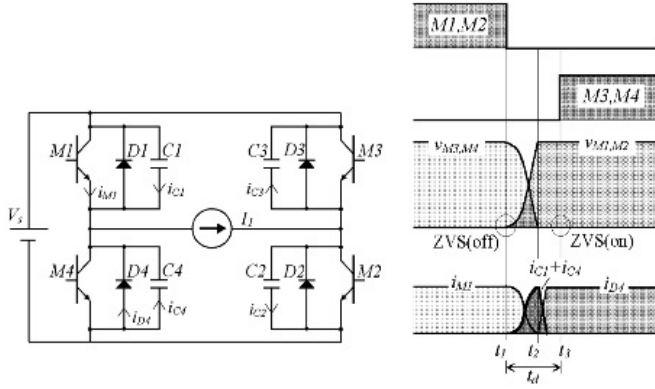 M1,M2
M3,M4
M1 D1 C1 C3 D3 M3
iM1 iC1 iC3
Vs I1
vM3,M4 vM1,M2
ZVS(off) ZVS(on)
M4 D4 C4 C2 D2 M2
iD4 iC4 iC2
iC1+iC4
iM1 iD4
t1 t2 t3
td